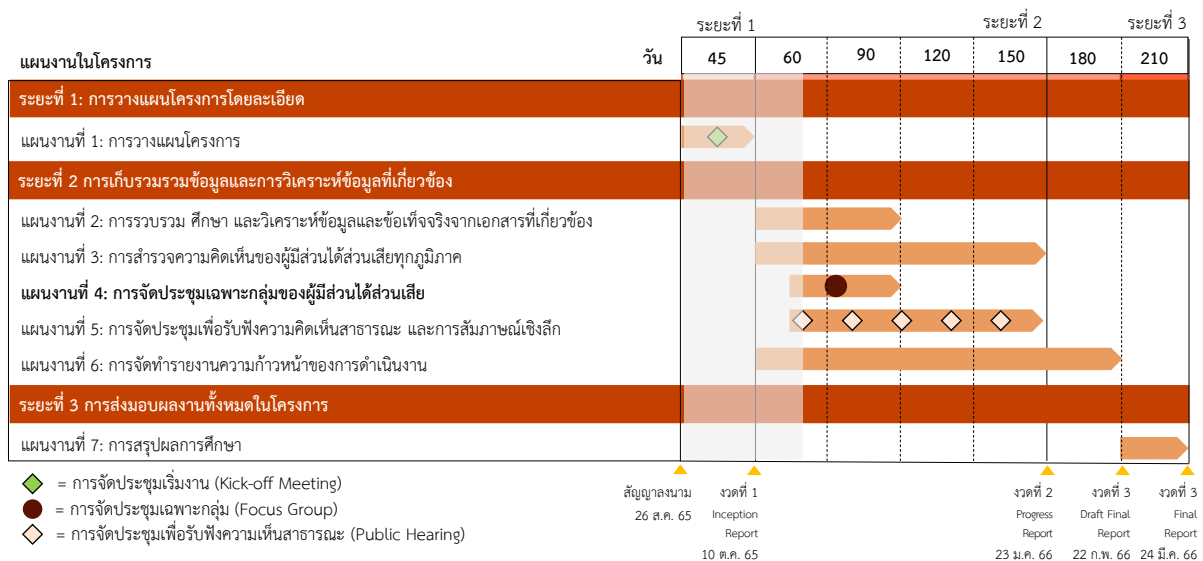 ระยะที่ 1 ระยะที่ 2 ระยะที่ 3
แผนงานในโครงการ วัน 45 60 90 120 150 180 210
ระยะที่ 1: การวางแผนโครงการโดยละเอียด
แผนงานที่ 1: การวางแผนโครงการ
ระยะที่ 2 การเก็บรวมรวมข้อมูลและการวิเคราะห์ข้อมูลที่เกี่ยวข้อง
แผนงานที่ 2: การรวบรวม ศึกษา และวิเคราะห์ข้อมูลและข้อเท็จจริงจากเอกสารที่เกี่ยวข้อง
แผนงานที่ 3: การสำรวจความคิดเห็นของผู้มีส่วนได้ส่วนเสียทุกภูมิภาค
แผนงานที่ 4: การจัดประชุมเฉพาะกลุ่มของผู้มีส่วนได้ส่วนเสีย
แผนงานที่ 5: การจัดประชุมเพื่อรับฟังความคิดเห็นสาธารณะ และการสัมภาษณ์เชิงลึก
แผนงานที่ 6: การจัดทำรายงานความก้าวหน้าของการดำเนินงาน
ระยะที่ 3 การส่งมอบผลงานทั้งหมดในโครงการ
แผนงานที่ 7: การสรุปผลการศึกษา
= การจัดประชุมเริ่มงาน (Kick-off Meeting)
= การจัดประชุมเฉพาะกลุ่ม (Focus Group)
= การจัดประชุมเพื่อรับฟังความเห็นสาธารณะ (Public Hearing)
สัญญาลงนาม
26 ส.ค. 65
งวดที่ 1
Inception
Report
10 ต.ค. 65
งวดที่ 2
Progress
Report
23 ม.ค. 66
งวดที่ 3
Draft Final
Report
22 ก.พ. 66
งวดที่ 3
Final
Report
24 มี.ค. 66